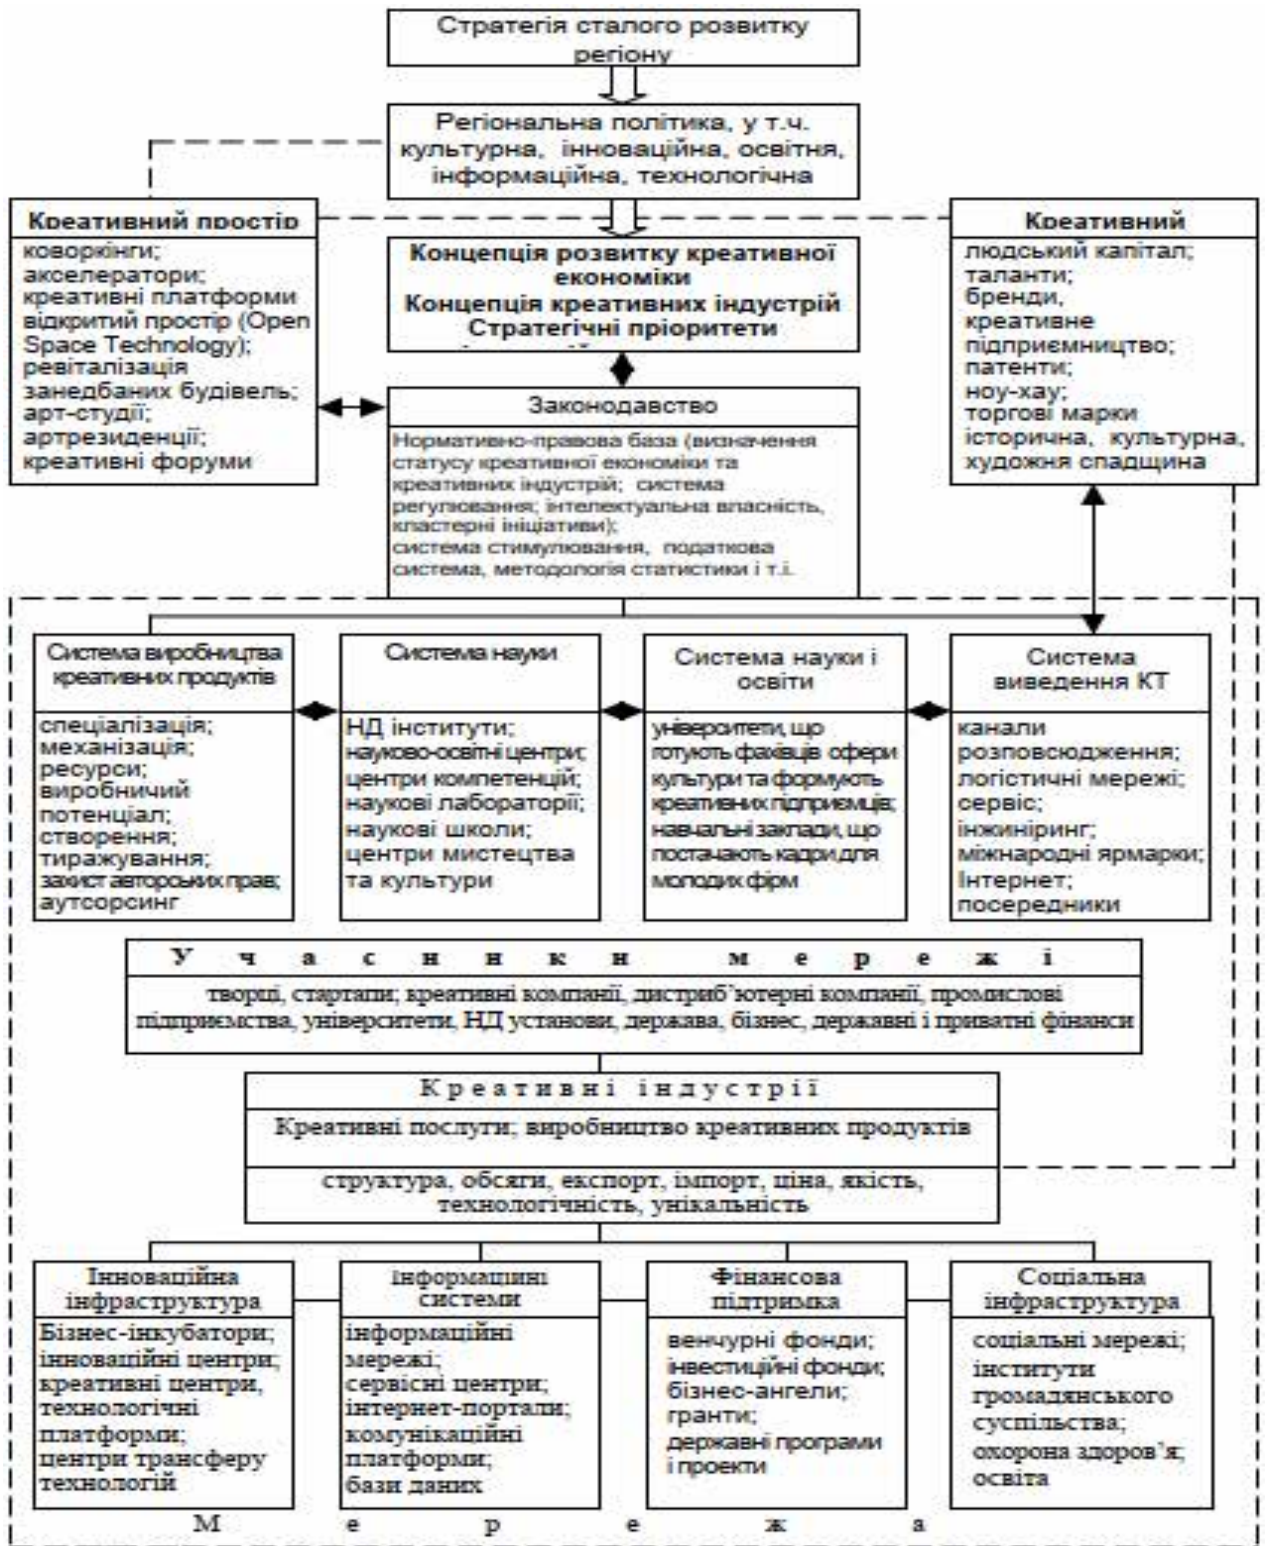 Стратегія сталого розвитку
регіону
Регіональна політика, у т.ч.
культурна, інноваційна, освітня,
інформаційна, технологічна
Креативний простір
коворкінги;
акселератори;
креативні платформи
відкритий простір (Open
Space Technology);
ревіталізація
занедбаних будівель;
арт-студії;
артрезиденції;
креативні форуми
Концепція розвитку креативної
економіки
Концепція креативних індустрій
Стратегічні пріоритети
Креативний
людський капітал;
таланти;
бренди,
креативне
підприємництво;
патенти;
ноу-хау;
торгові марки
історична, культурна,
художня спадщина
Законодавство
Нормативно-правова база (визначення
статусу креативної економіки та
креативних індустрій; система
регулювання; інтелектуальна власність,
кластерні ініціативи);
система стимулювання, податкова
система, методологія статистики і т.і.
Система виробництва
креативних продуктів
спеціалізація;
механізація;
ресурси;
виробничий
потенціал;
створення;
тиражування;
захист авторських прав;
аутсорсинг
Система науки
НД інститути;
науково-освітні центри;
центри компетенцій;
наукові лабораторії;
наукові школи;
центри мистецтва
та культури
Система науки і
освіти
університети, що
готують фахівців сфери
культури та формують
креативних підприємців;
навчальні заклади, що
постачають кадри для
молодих фірм
Система
виведення КТ
канали
розповсюдження;
логістичні мережі;
сервіс;
інжиніринг;
міжнародні ярмарки;
Інтернет;
посередники
Учасники мережі
творці, стартапи; креативні компанії, дистриб’ютерні компанії, промислові
підприємства, університети, НД установи, держава, бізнес, державні і приватні фінанси
Креативні індустрії
Креативні послуги; виробництво креативних продуктів
структура, обсяги, експорт, імпорт, ціна, якість,
технологічність, унікальність
Інноваційна
інфраструктура
Бізнес-інкубатори;
інноваційні центри;
креативні центри,
технологічні
платформи;
центри трансферу
технологій
Інформаційні
системи
інформаційні
мережі;
сервісні центри;
інтернет-портали;
комунікаційні
платформи;
бази даних
Фінансова
підтримка
венчурні фонди;
інвестиційні фонди;
бізнес-ангели;
гранти;
державні програми
і проекти
Соціальна
інфраструктура
соціальні мережі;
інститути
громадянського
суспільства;
охорона здоров’я;
освіта
Мережа